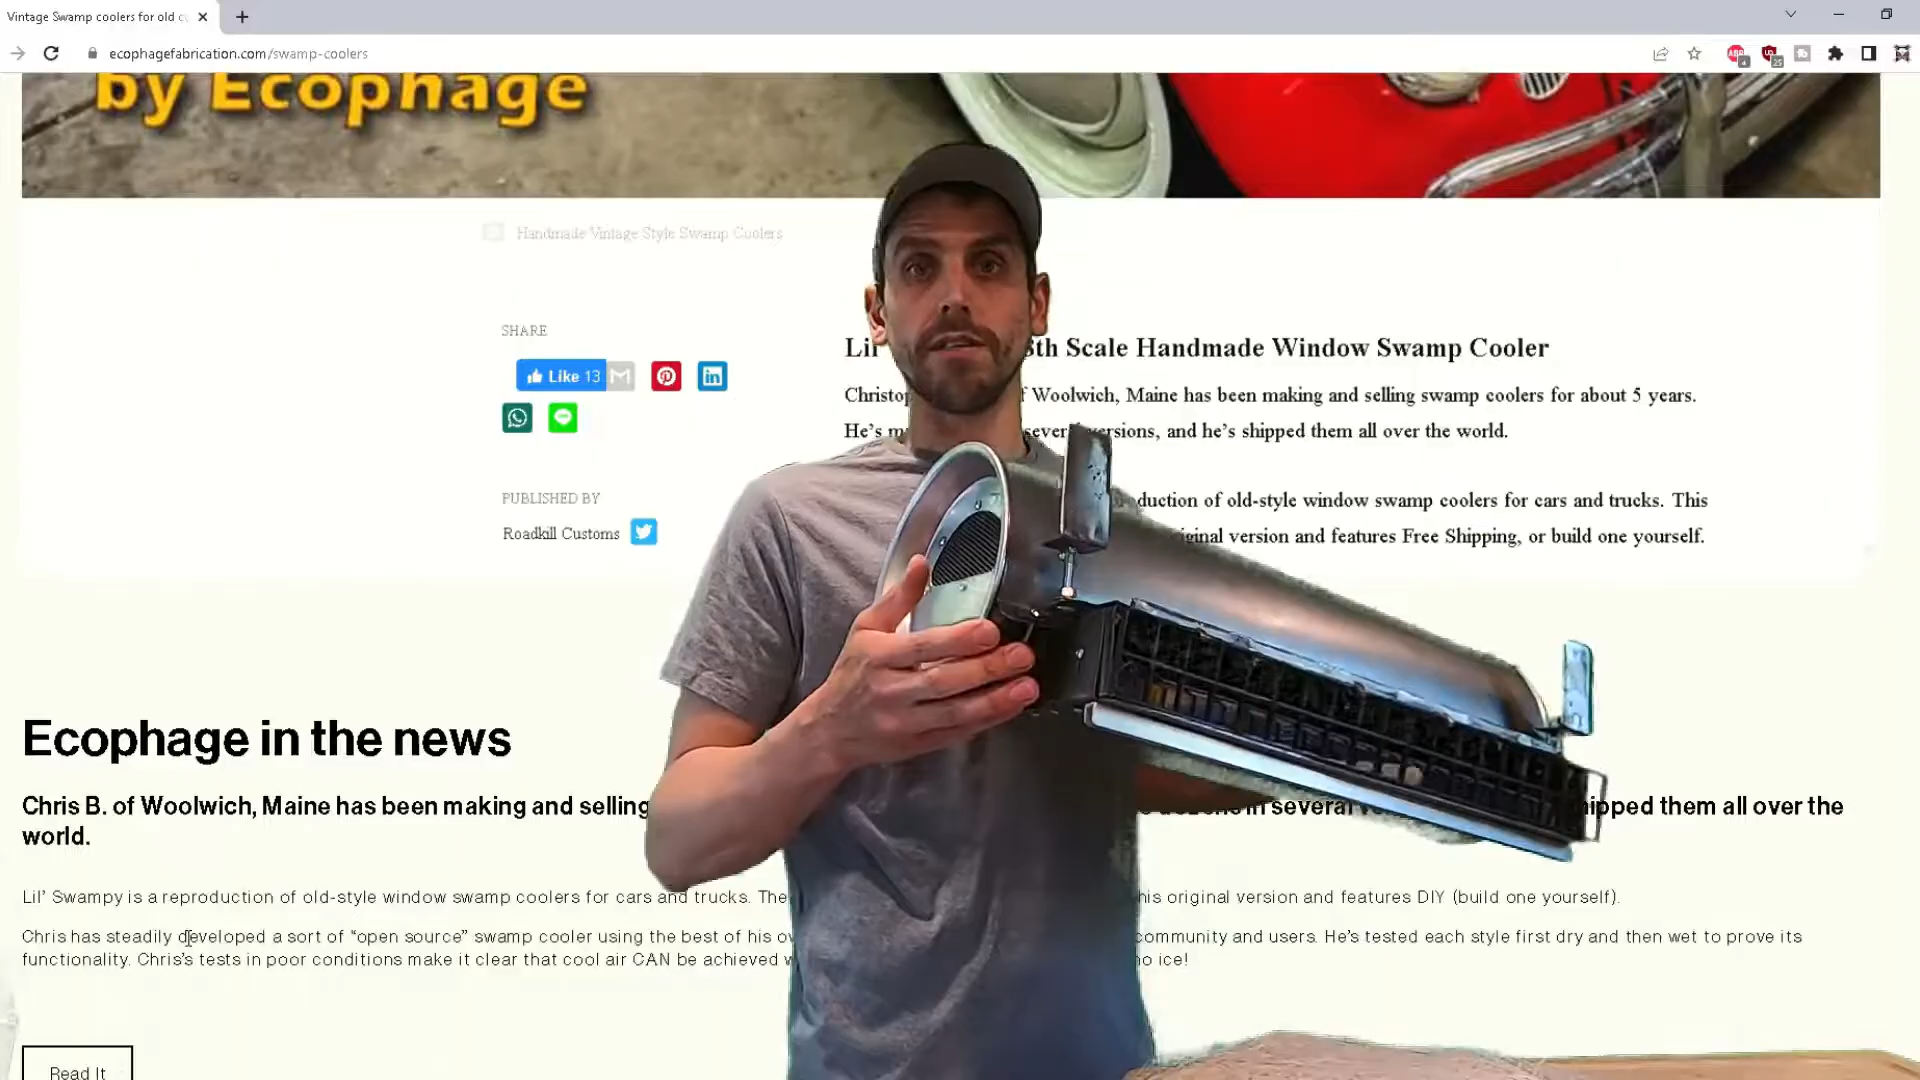 Vintage Swamp coolers for old c
ecophagefabrication.com/swamp-coolers
by Ecophage
Handmade Vintage Style Swamp Coolers
SHARE
Like 13
PUBLISHED BY
Roadkill Customs
Lil' 8th Scale Handmade Window Swamp Cooler
of Woolwich, Maine has been making and selling swamp coolers for about 5 years.
He's versions, and he's shipped them all over the world.
of old-style window swamp coolers for cars and trucks. This
version and features Free Shipping, or build one yourself.
Ecophage in the news
Chris B. of Woolwich, Maine has been making and selling in several shipped them all over the
world.
Lil' Swampy is a reproduction of old-style window swamp coolers for cars and trucks. The his original version and features DIY (build one yourself).
Chris has steadily developed a sort of "open source" swamp cooler using the best of his community and users. He's tested each style first dry and then wet to prove its
functionality. Chris's tests in poor conditions make it clear that cool air CAN be achieved no ice!
Read It